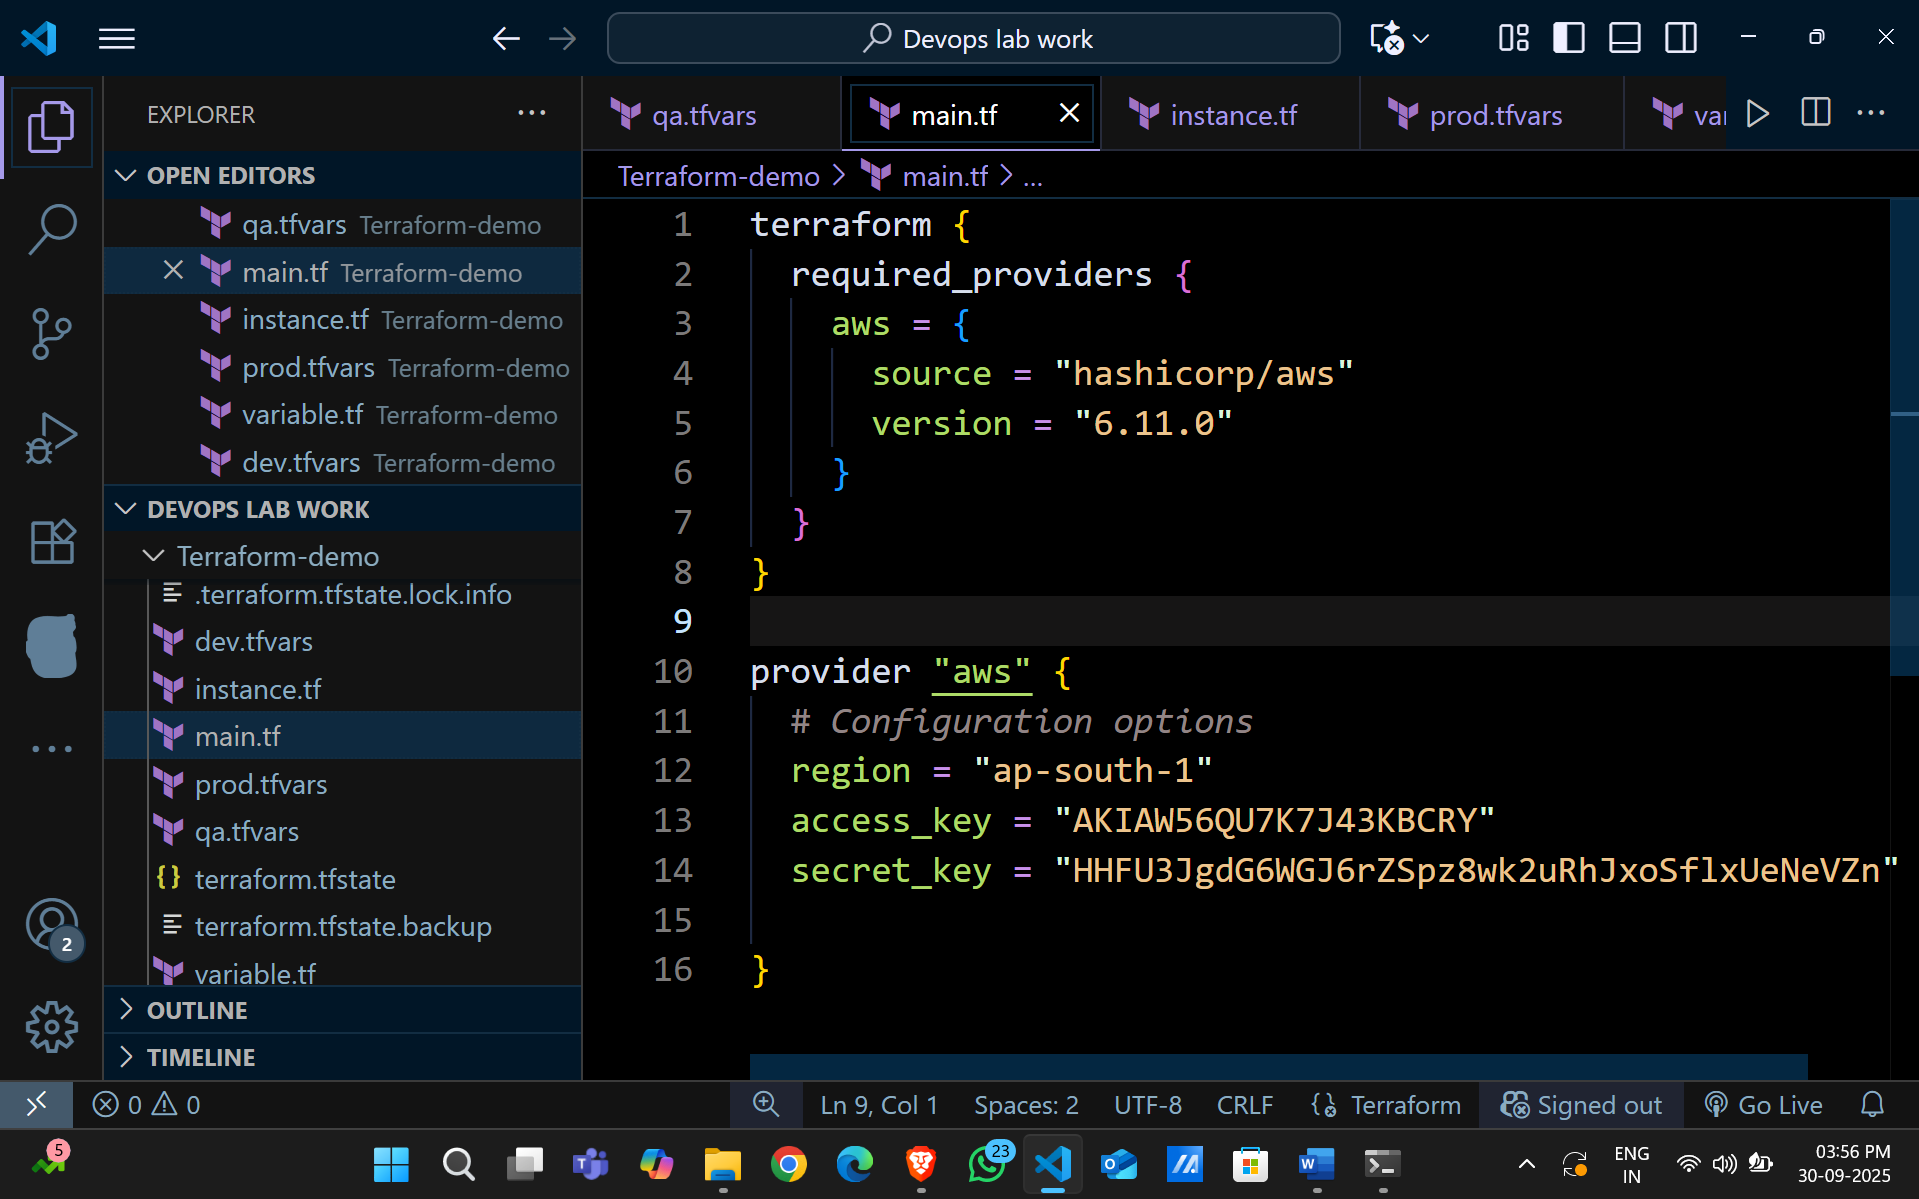 Devops lab work
EXPLORER
qa.tfvars
main.tf
instance.tf
prod.tfvars
OPEN EDITORS
Terraform-demo
main.tf
...
qa.tfvars Terraform-demo
main.tf Terraform-demo
instance.tf Terraform-demo
prod.tfvars Terraform-demo
variable.tf Terraform-demo
dev.tfvars Terraform-demo
DEVOPS LAB WORK
Terraform-demo
.terraform.tfstate.lock.info
dev.tfvars
instance.tf
main.tf
prod.tfvars
qa.tfvars
{} terraform.tfstate
terraform.tfstate.backup
variable.tf
OUTLINE
TIMELINE
1 terraform {
2 required_providers {
3 aws = {
4 source = "hashicorp/aws"
5 version = "6.11.0"
6 }
7 }
8 }
9
10 provider "aws" {
11 # Configuration options
12 region = "ap-south-1"
13 access_key = "AKIAW56QU7K7J43KBCRY"
14 secret_key = "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"
15
16 }
2
0
0
Ln 9, Col 1
Spaces: 2
UTF-8
CRLF
Terraform
Signed out
Go Live
5
23
ENG
IN
03:56 PM
30-09-2025